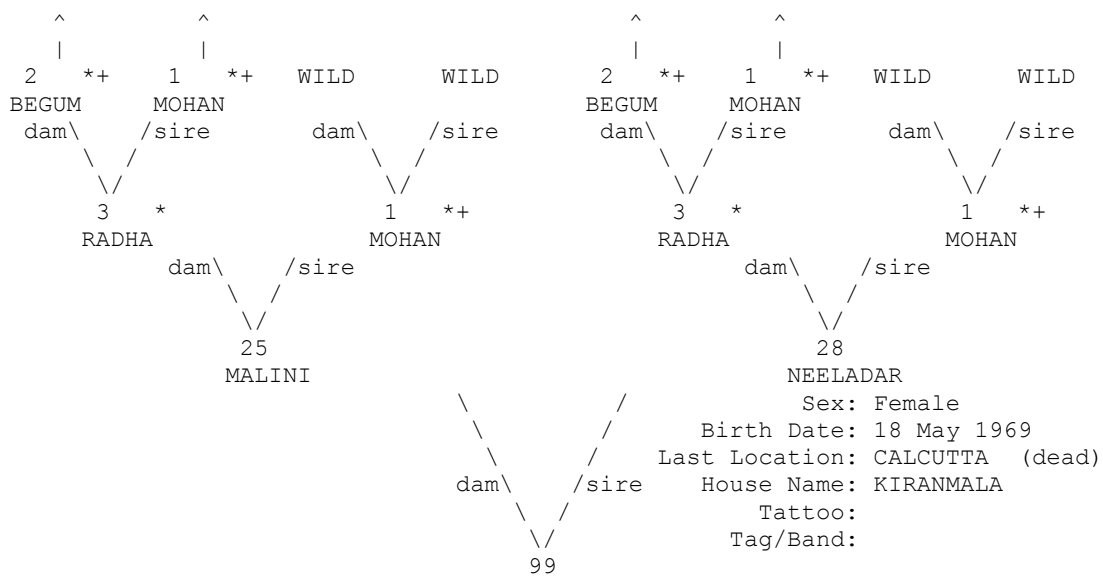 ^ ^ ^ ^
| | | |
2 *+ 1 *+ WILD WILD 2 *+ 1 *+ WILD WILD
BEGUM MOHAN BEGUM MOHAN
dam\ /sire dam\ /sire dam\ /sire dam\ /sire
\ / \ / \ / \ /
\/ \/ \/ \/
3 * 1 *+ 3 * 1 *+
RADHA MOHAN RADHA MOHAN
dam\ /sire dam\ /sire
\ / \ /
\/ \/
25 28
MALINI NEELADAR
\ / Sex: Female
\ / Birth Date: 18 May 1969
\ / Last Location: CALCUTTA (dead)
dam\ /sire House Name: KIRANMALA
\ / Tattoo:
\/ Tag/Band:
99